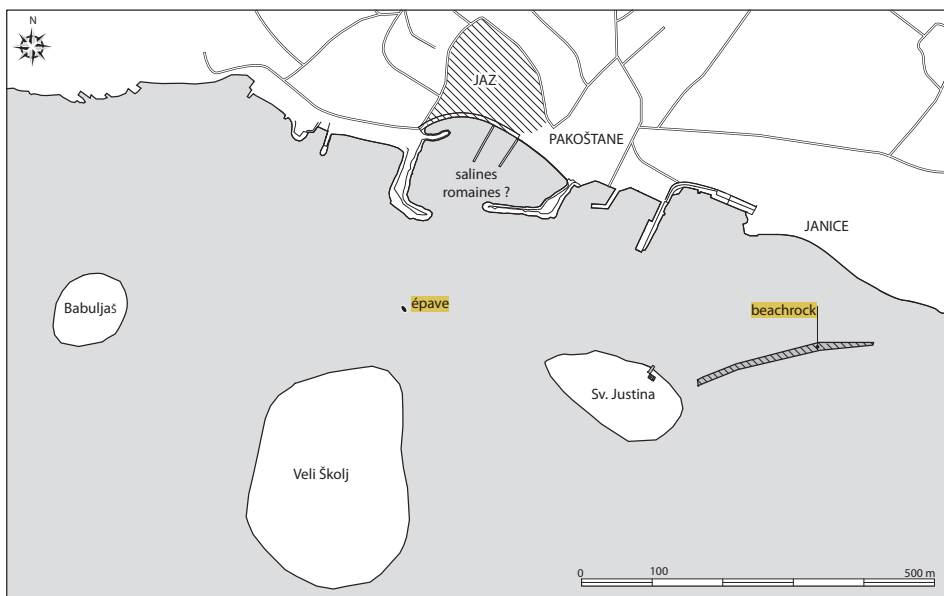 N
JAZ
PAKOŠTANE
salines
romaines ?
JANICE
Babuljaš
épave
beachrock
Sv. Justina
Veli Školj
0
100
500 m